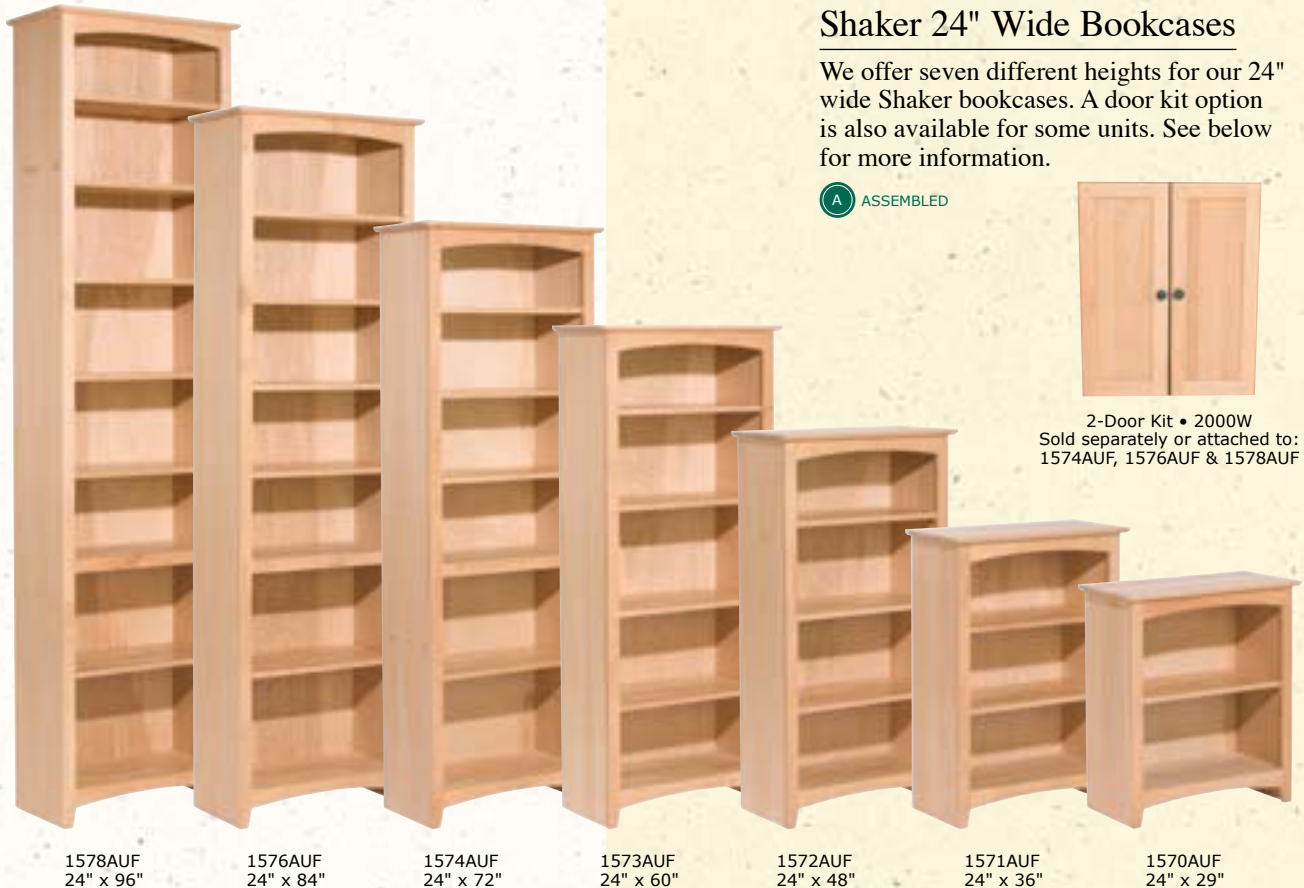 Shaker 24" Wide Bookcases
We offer seven different heights for our 24"
wide Shaker bookcases. A door kit option
is also available for some units. See below
for more information.
A ASSEMBLED
2-Door Kit • 2000W
Sold separately or attached to:
1574AUF, 1576AUF & 1578AUF
1578AUF
24" x 96"
1576AUF
24" x 84"
1574AUF
24" x 72"
1573AUF
24" x 60"
1572AUF
24" x 48"
1571AUF
24" x 36"
1570AUF
24" x 29"